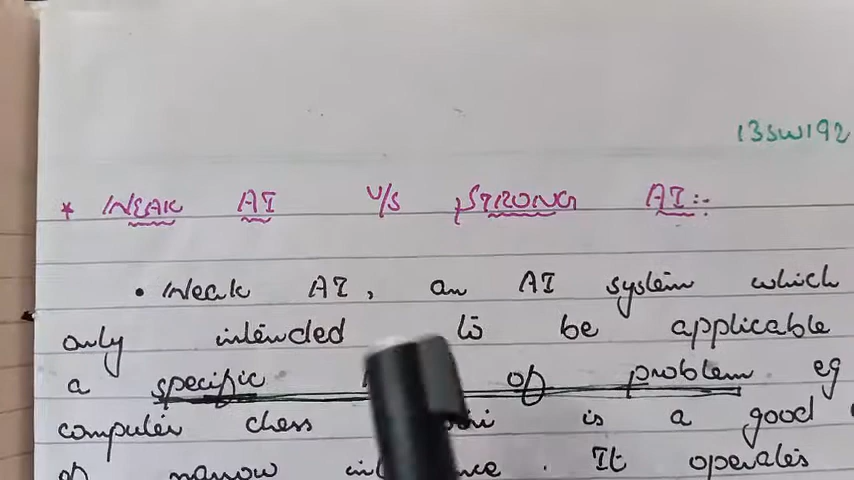 13SW192
* WEAK AI V/S STRONG AI:-
• Weak AI, an AI system which
only intended to be applicable
a specific of problem eg
computer chess is a good
of narrow . It operates